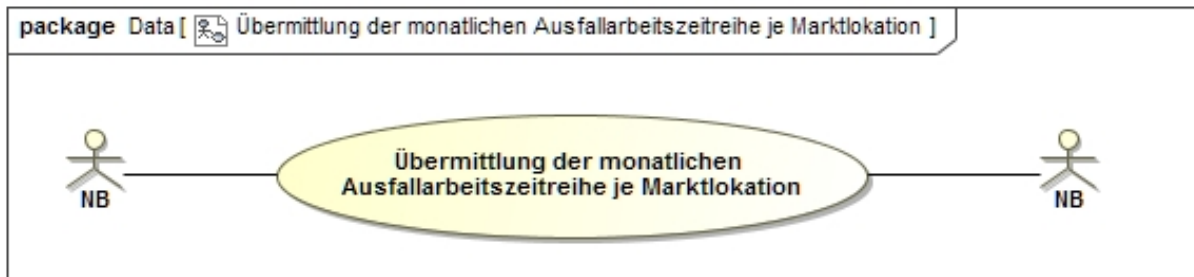 package Data [ Übermittlung der monatlichen Ausfallarbeitszeitreihe je Marktlokation ]
Übermittlung der monatlichen
Ausfallarbeitszeitreihe je Marktlokation
NB
NB